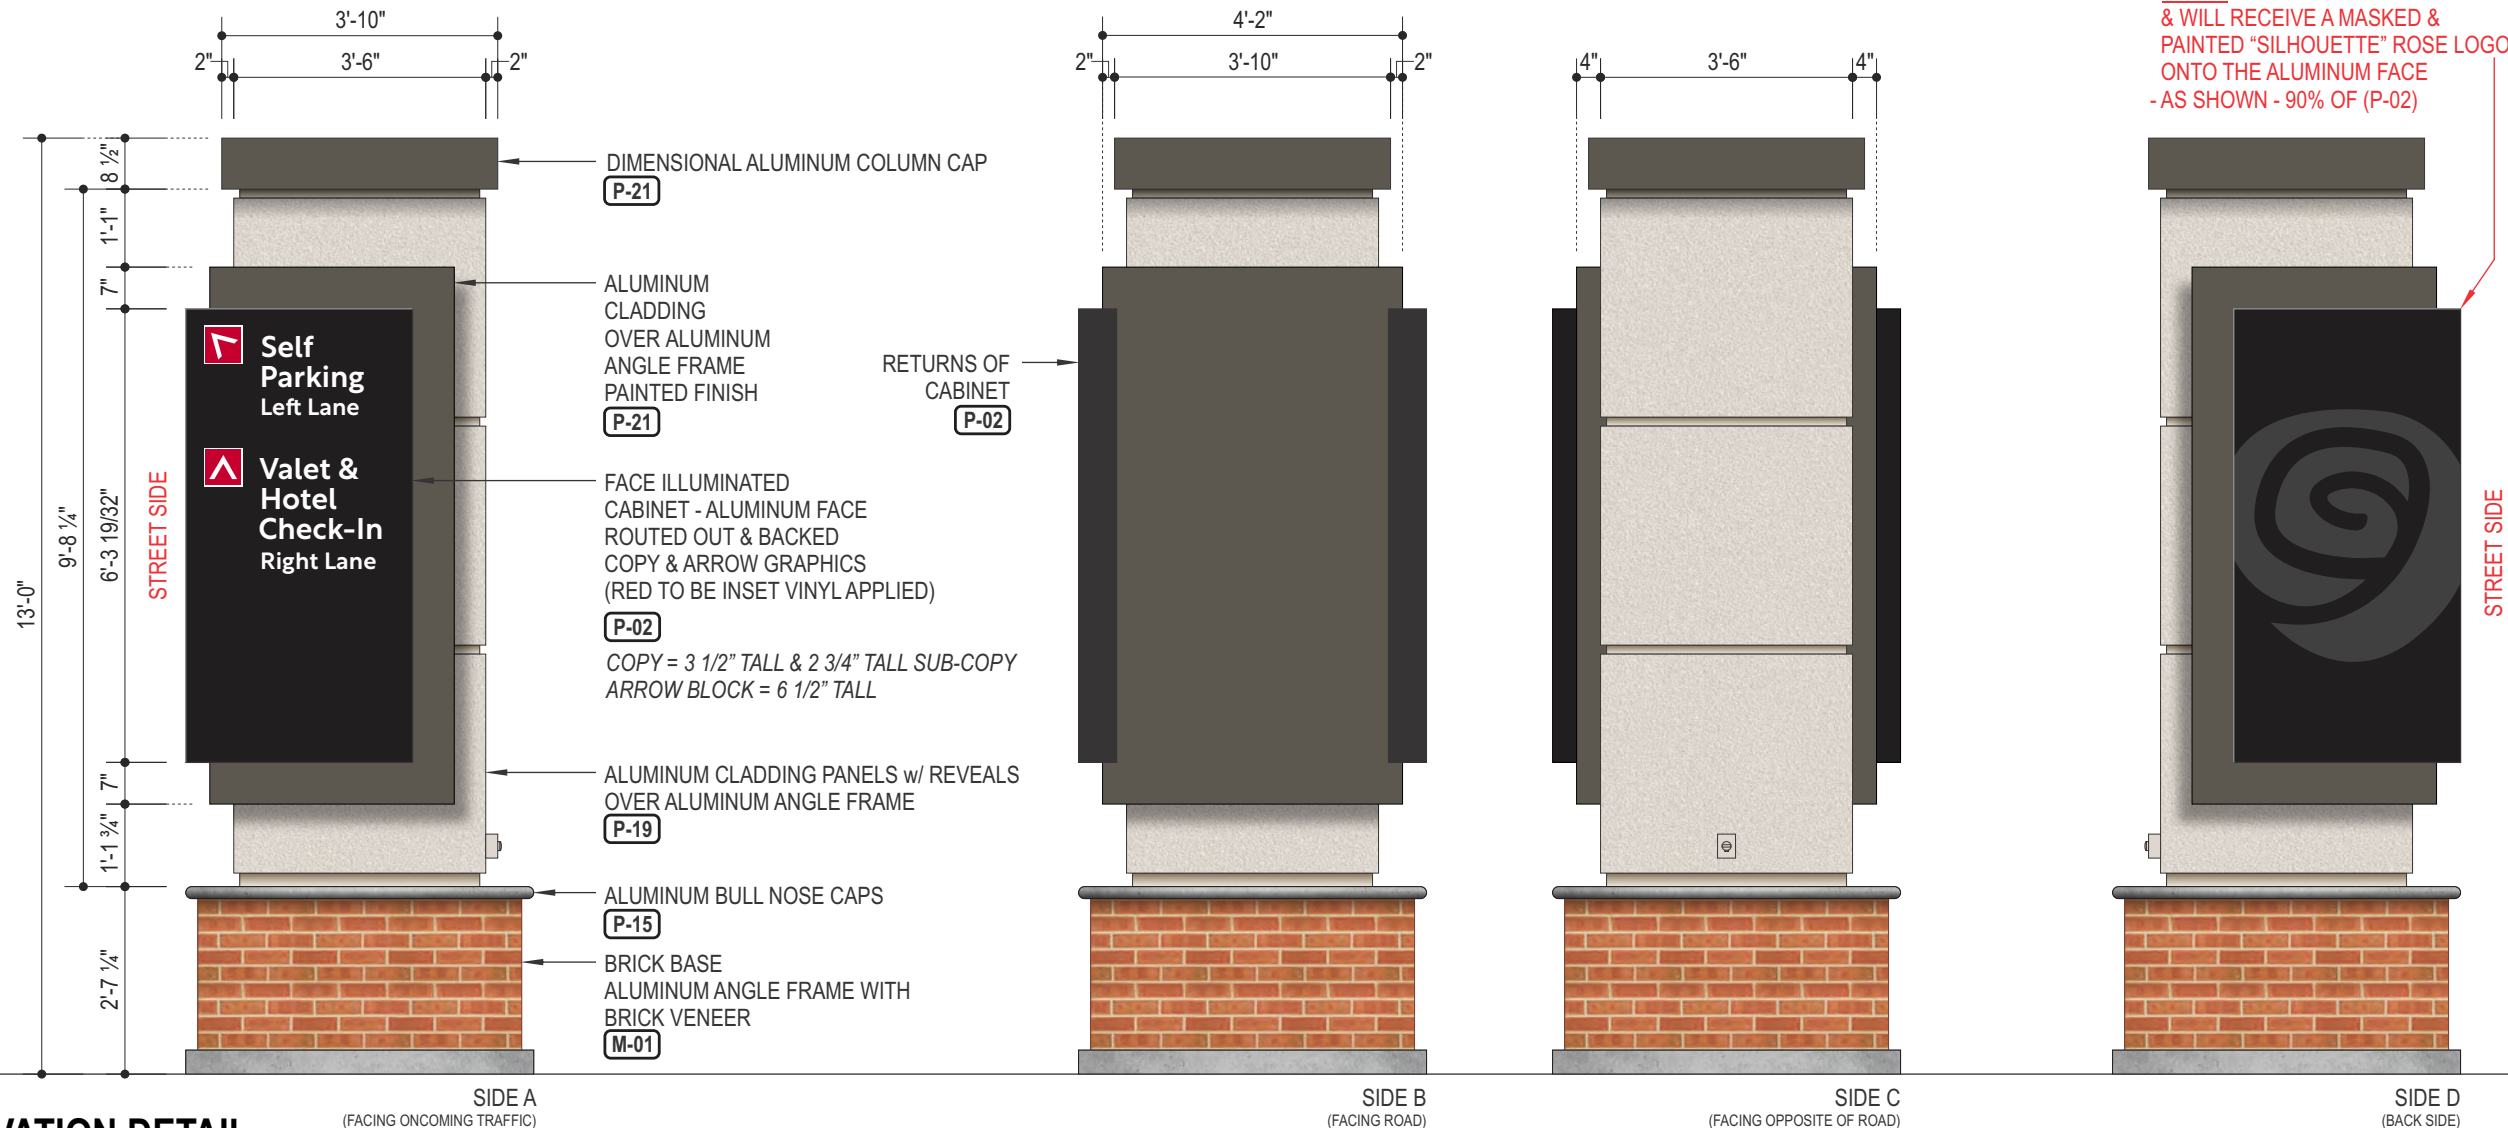 3'-10"
2"
3'-6"
2"
4'-2"
2"
3'-10"
2"
4"
3'-6"
4"
& WILL RECEIVE A MASKED &
PAINTED “SILHOUETTE” ROSE LOGO
ONTO THE ALUMINUM FACE
- AS SHOWN - 90% OF (P-02)
13'-0"
9'-8 ¼"
8 ½"
1'-1"
7"
6'-3 19/32"
7"
1'-1 ¾"
2'-7 ¼"
STREET SIDE
Self
Parking
Left Lane
Valet &
Hotel
Check-In
Right Lane
DIMENSIONAL ALUMINUM COLUMN CAP
P-21
ALUMINUM
CLADDING
OVER ALUMINUM
ANGLE FRAME
PAINTED FINISH
P-21
FACE ILLUMINATED
CABINET - ALUMINUM FACE
ROUTED OUT & BACKED
COPY & ARROW GRAPHICS
(RED TO BE INSET VINYL APPLIED)
P-02
COPY = 3 1/2” TALL & 2 3/4” TALL SUB-COPY
ARROW BLOCK = 6 1/2” TALL
ALUMINUM CLADDING PANELS w/ REVEALS
OVER ALUMINUM ANGLE FRAME
P-19
ALUMINUM BULL NOSE CAPS
P-15
BRICK BASE
ALUMINUM ANGLE FRAME WITH
BRICK VENEER
M-01
RETURNS OF
CABINET
P-02
STREET SIDE
SIDE A
(FACING ONCOMING TRAFFIC)
SIDE B
(FACING ROAD)
SIDE C
(FACING OPPOSITE OF ROAD)
SIDE D
(BACK SIDE)